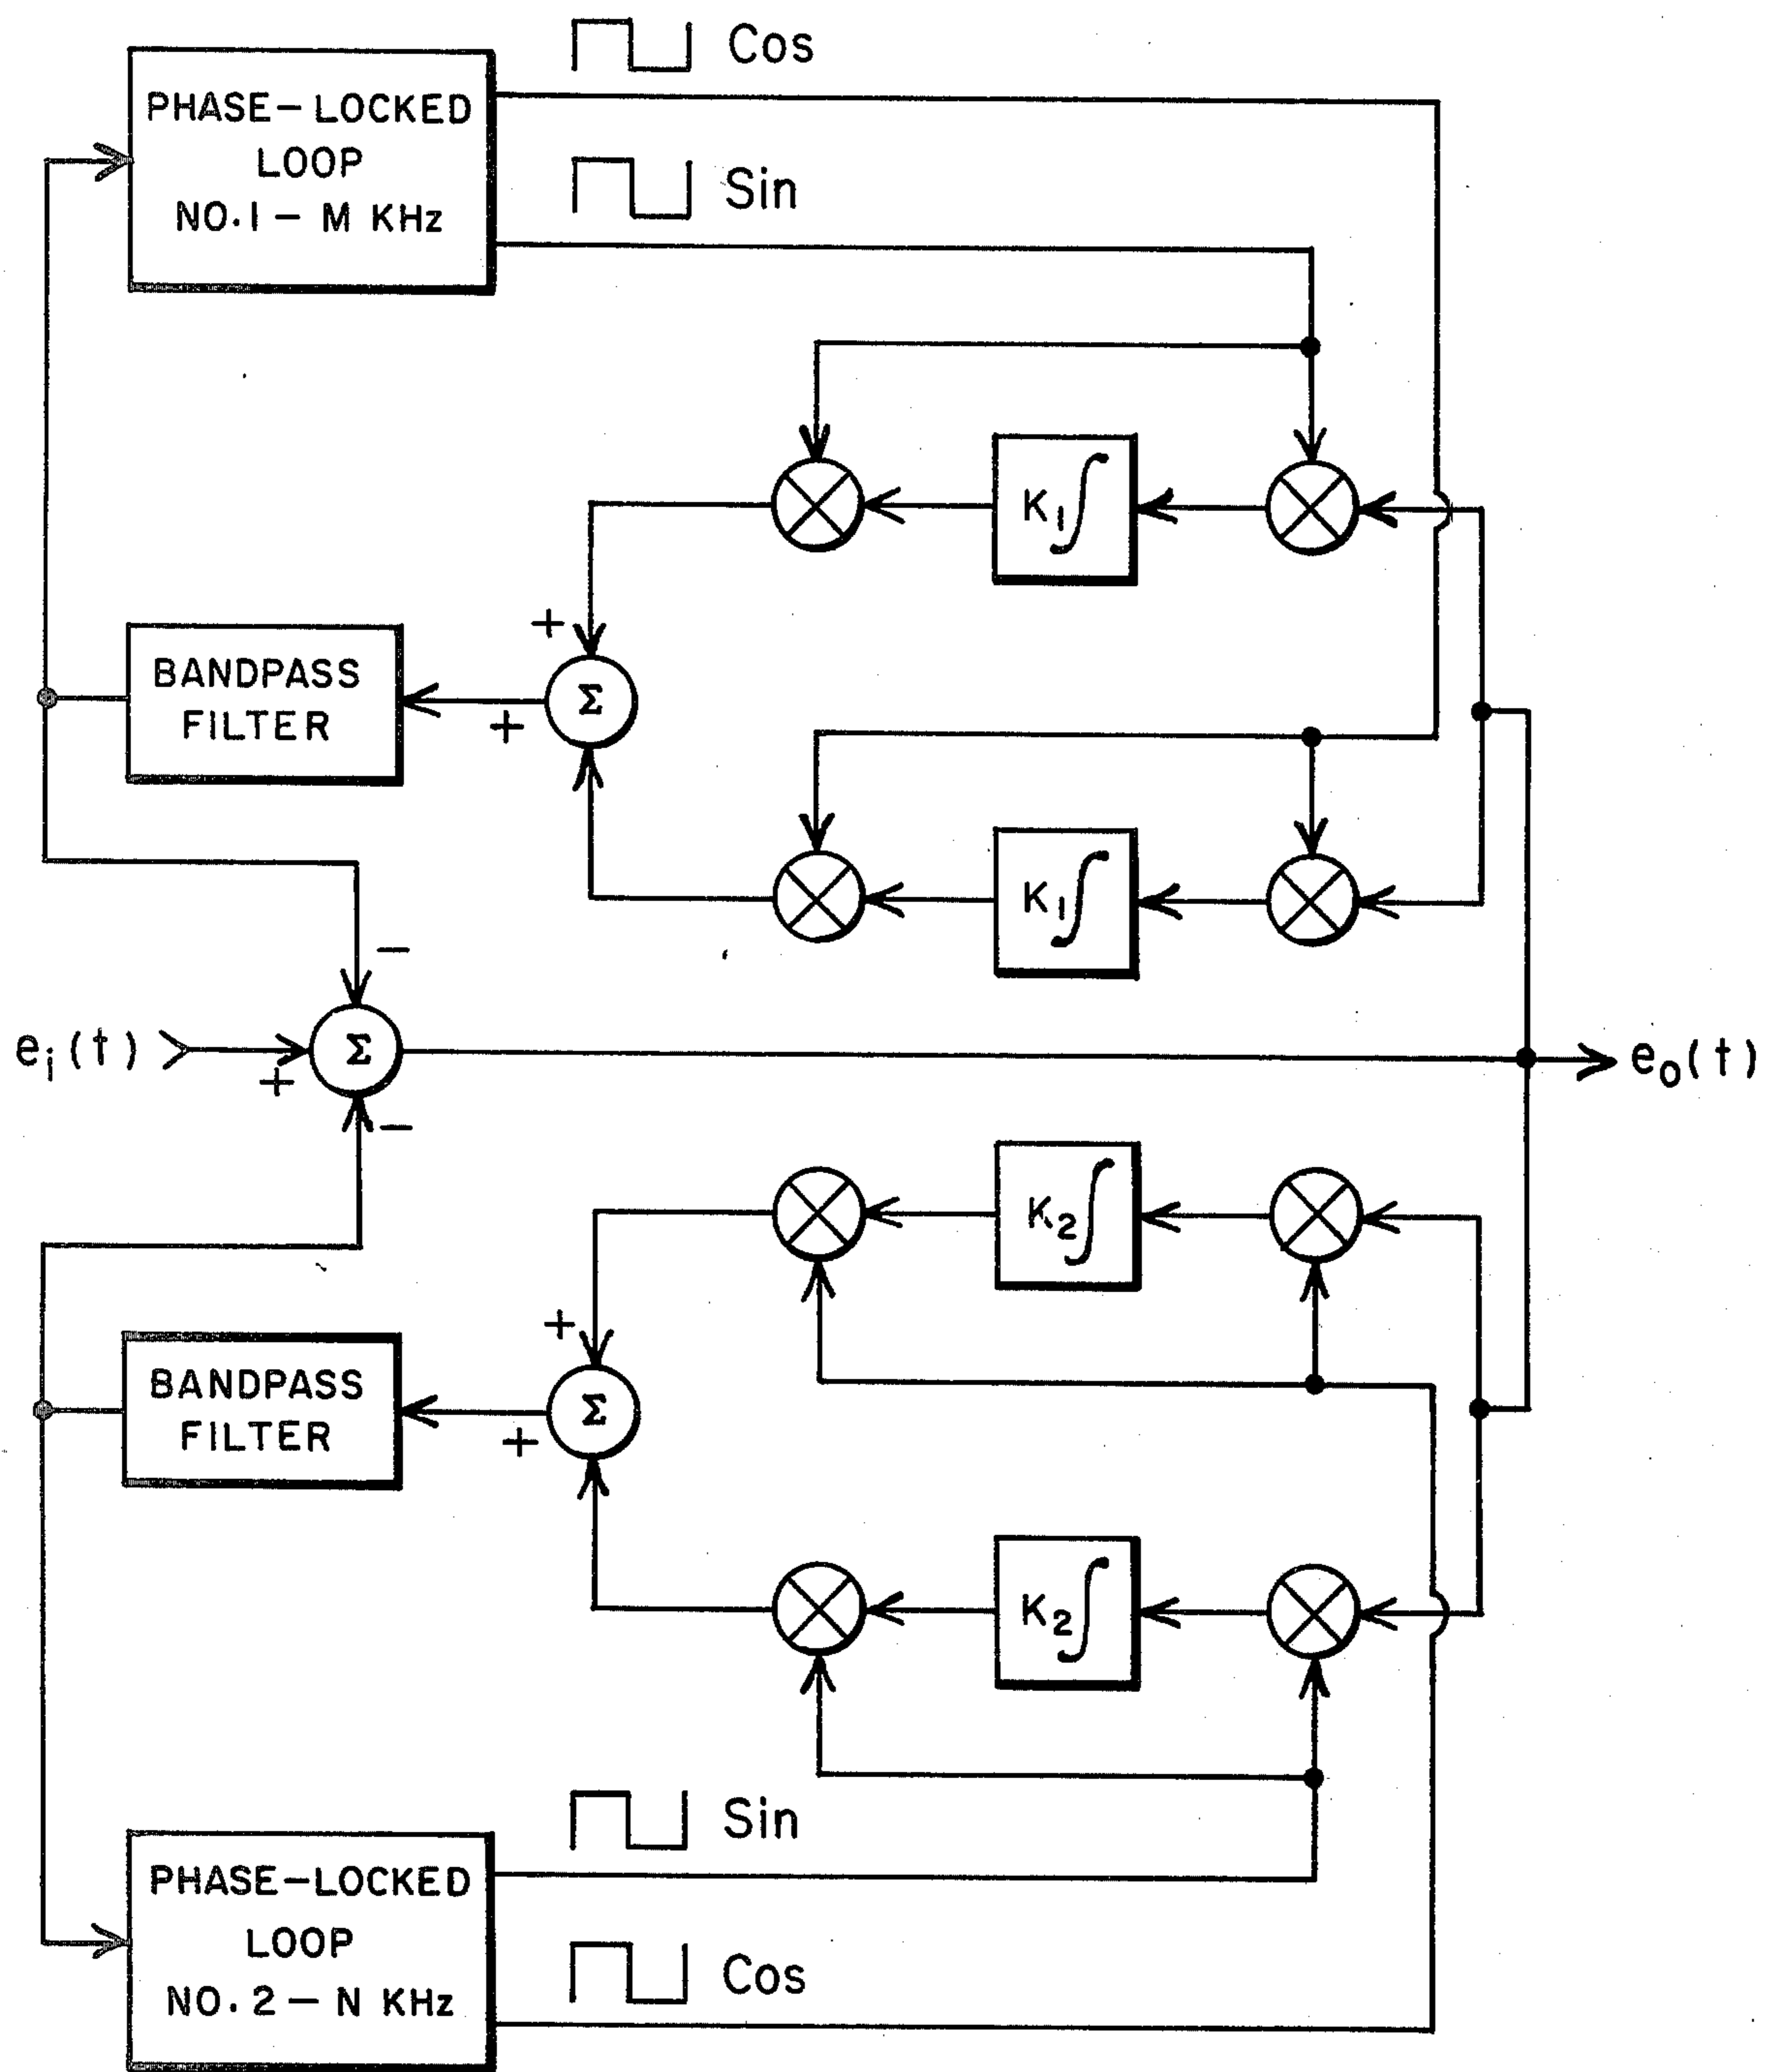 Cos
PHASE-LOCKED
LOOP
NO.1 - M KHz
Sin
K1∫
+
BANDPASS
FILTER
Σ
+
K1∫
-
ei(t)
+
Σ
eo(t)
-
K2∫
+
BANDPASS
FILTER
Σ
+
K2∫
Sin
PHASE-LOCKED
LOOP
NO.2 - N KHz
Cos